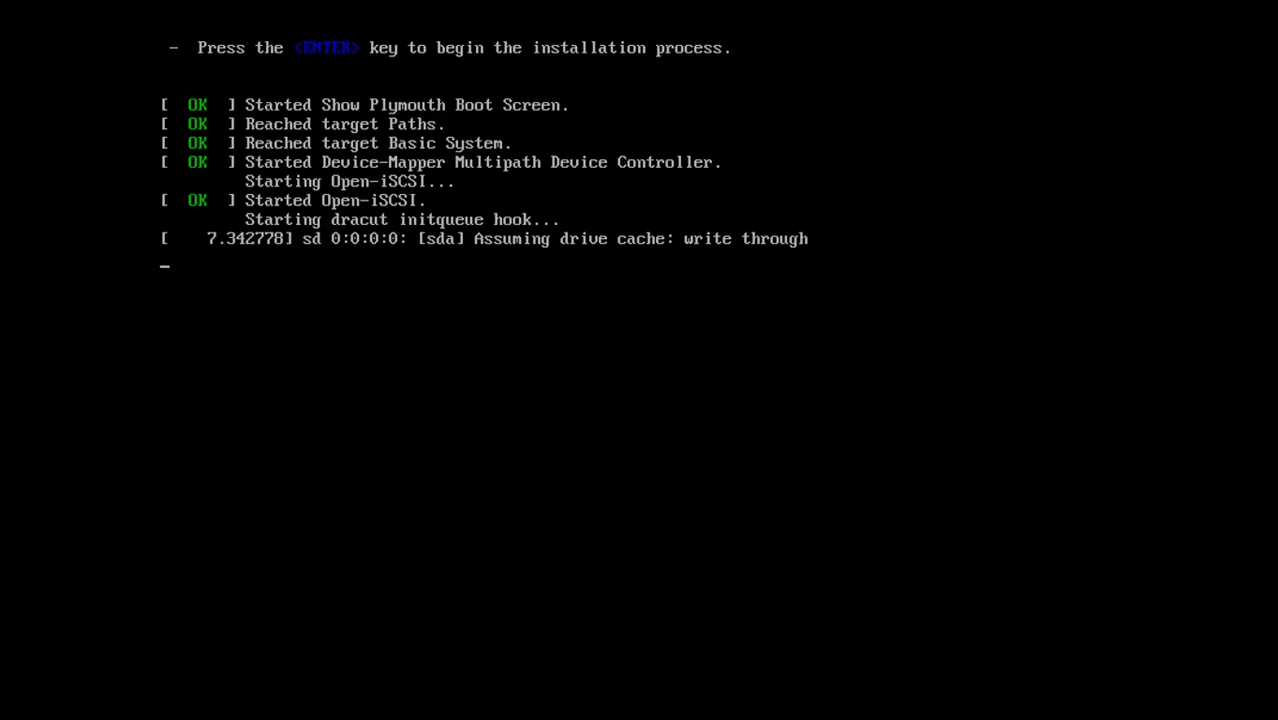 -  Press the <ENTER> key to begin the installation process.
[  OK  ] Started Show Plymouth Boot Screen.
[  OK  ] Reached target Paths.
[  OK  ] Reached target Basic System.
[  OK  ] Started Device-Mapper Multipath Device Controller.
         Starting Open-iSCSI...
[  OK  ] Started Open-iSCSI.
         Starting dracut initqueue hook...
[    7.342778] sd 0:0:0:0: [sda] Assuming drive cache: write through
_